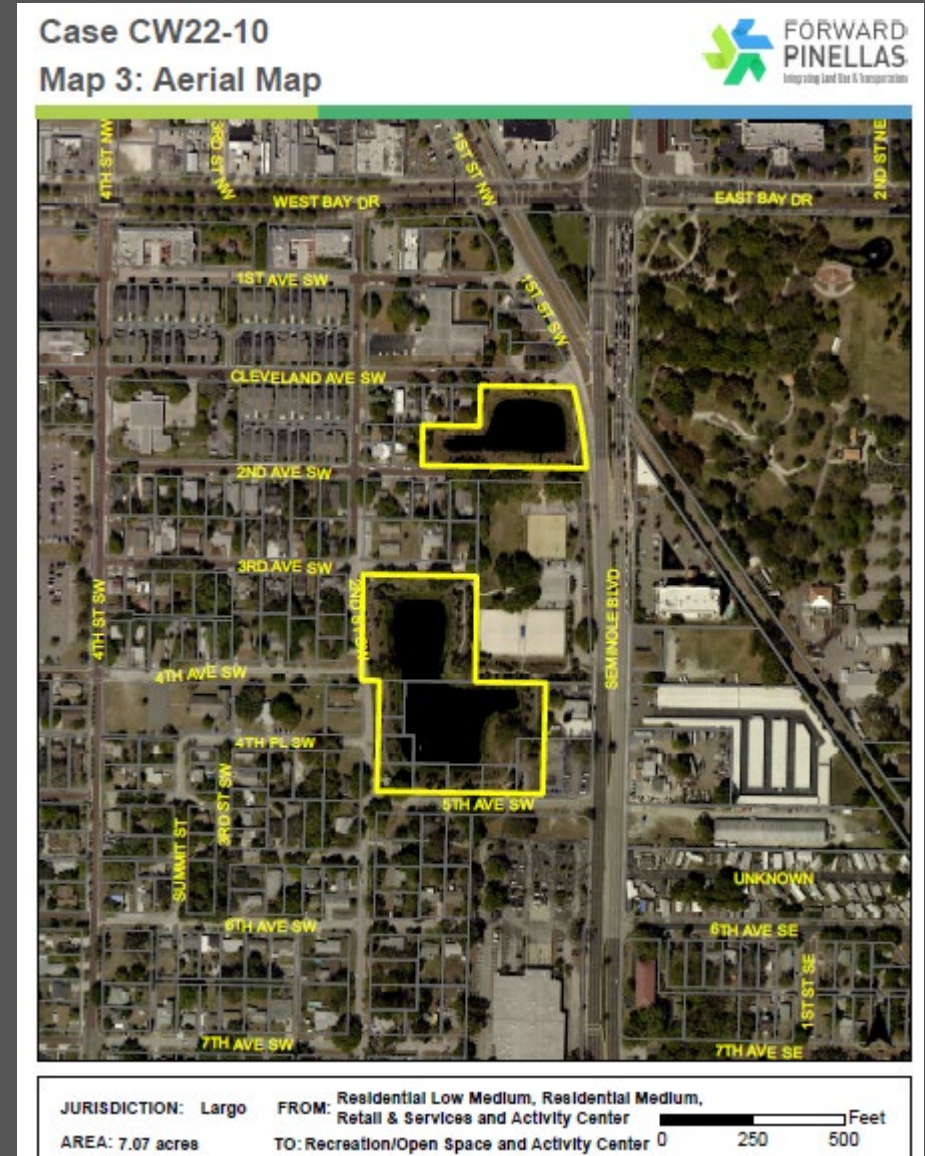 Case CW22-10
Map 3: Aerial Map
FORWARD
PINELLAS
Integrating Land Use & Transportation
4TH ST NW
3RD ST NW
1ST ST NW
2ND ST NE
WEST BAY DR
EAST BAY DR
1ST AVE SW
1ST ST SW
CLEVELAND AVE SW
2ND AVE SW
3RD AVE SW
2ND ST SW
4TH ST SW
SEMINOLE BLVD
4TH AVE SW
4TH PL SW
3RD ST SW
5TH AVE SW
SUMMIT ST
UNKNOWN
6TH AVE SW
6TH AVE SE
1ST ST SE
7TH AVE SW
7TH AVE SE
JURISDICTION: Largo
FROM: Residential Low Medium, Residential Medium,
Retail & Services and Activity Center
AREA: 7.07 acres
TO: Recreation/Open Space and Activity Center
Feet
0 250 500